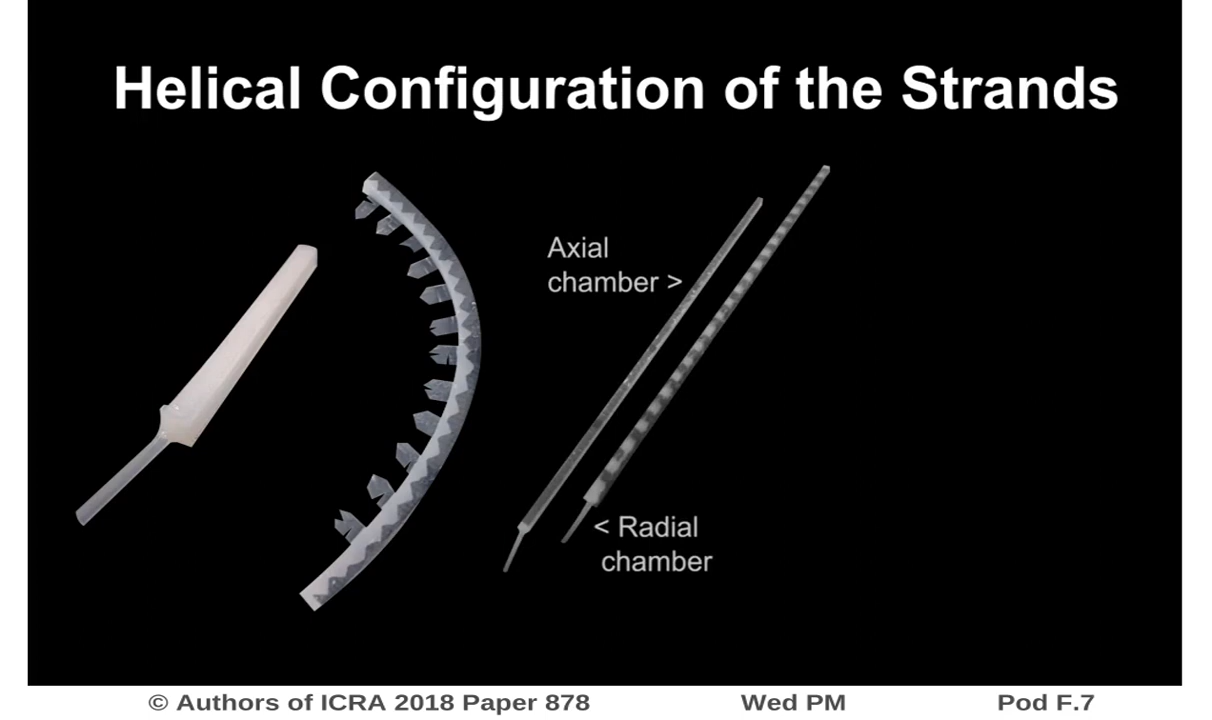 Helical Configuration of the Strands
Axial
chamber >
< Radial
chamber
© Authors of ICRA 2018 Paper 878 Wed PM Pod F.7